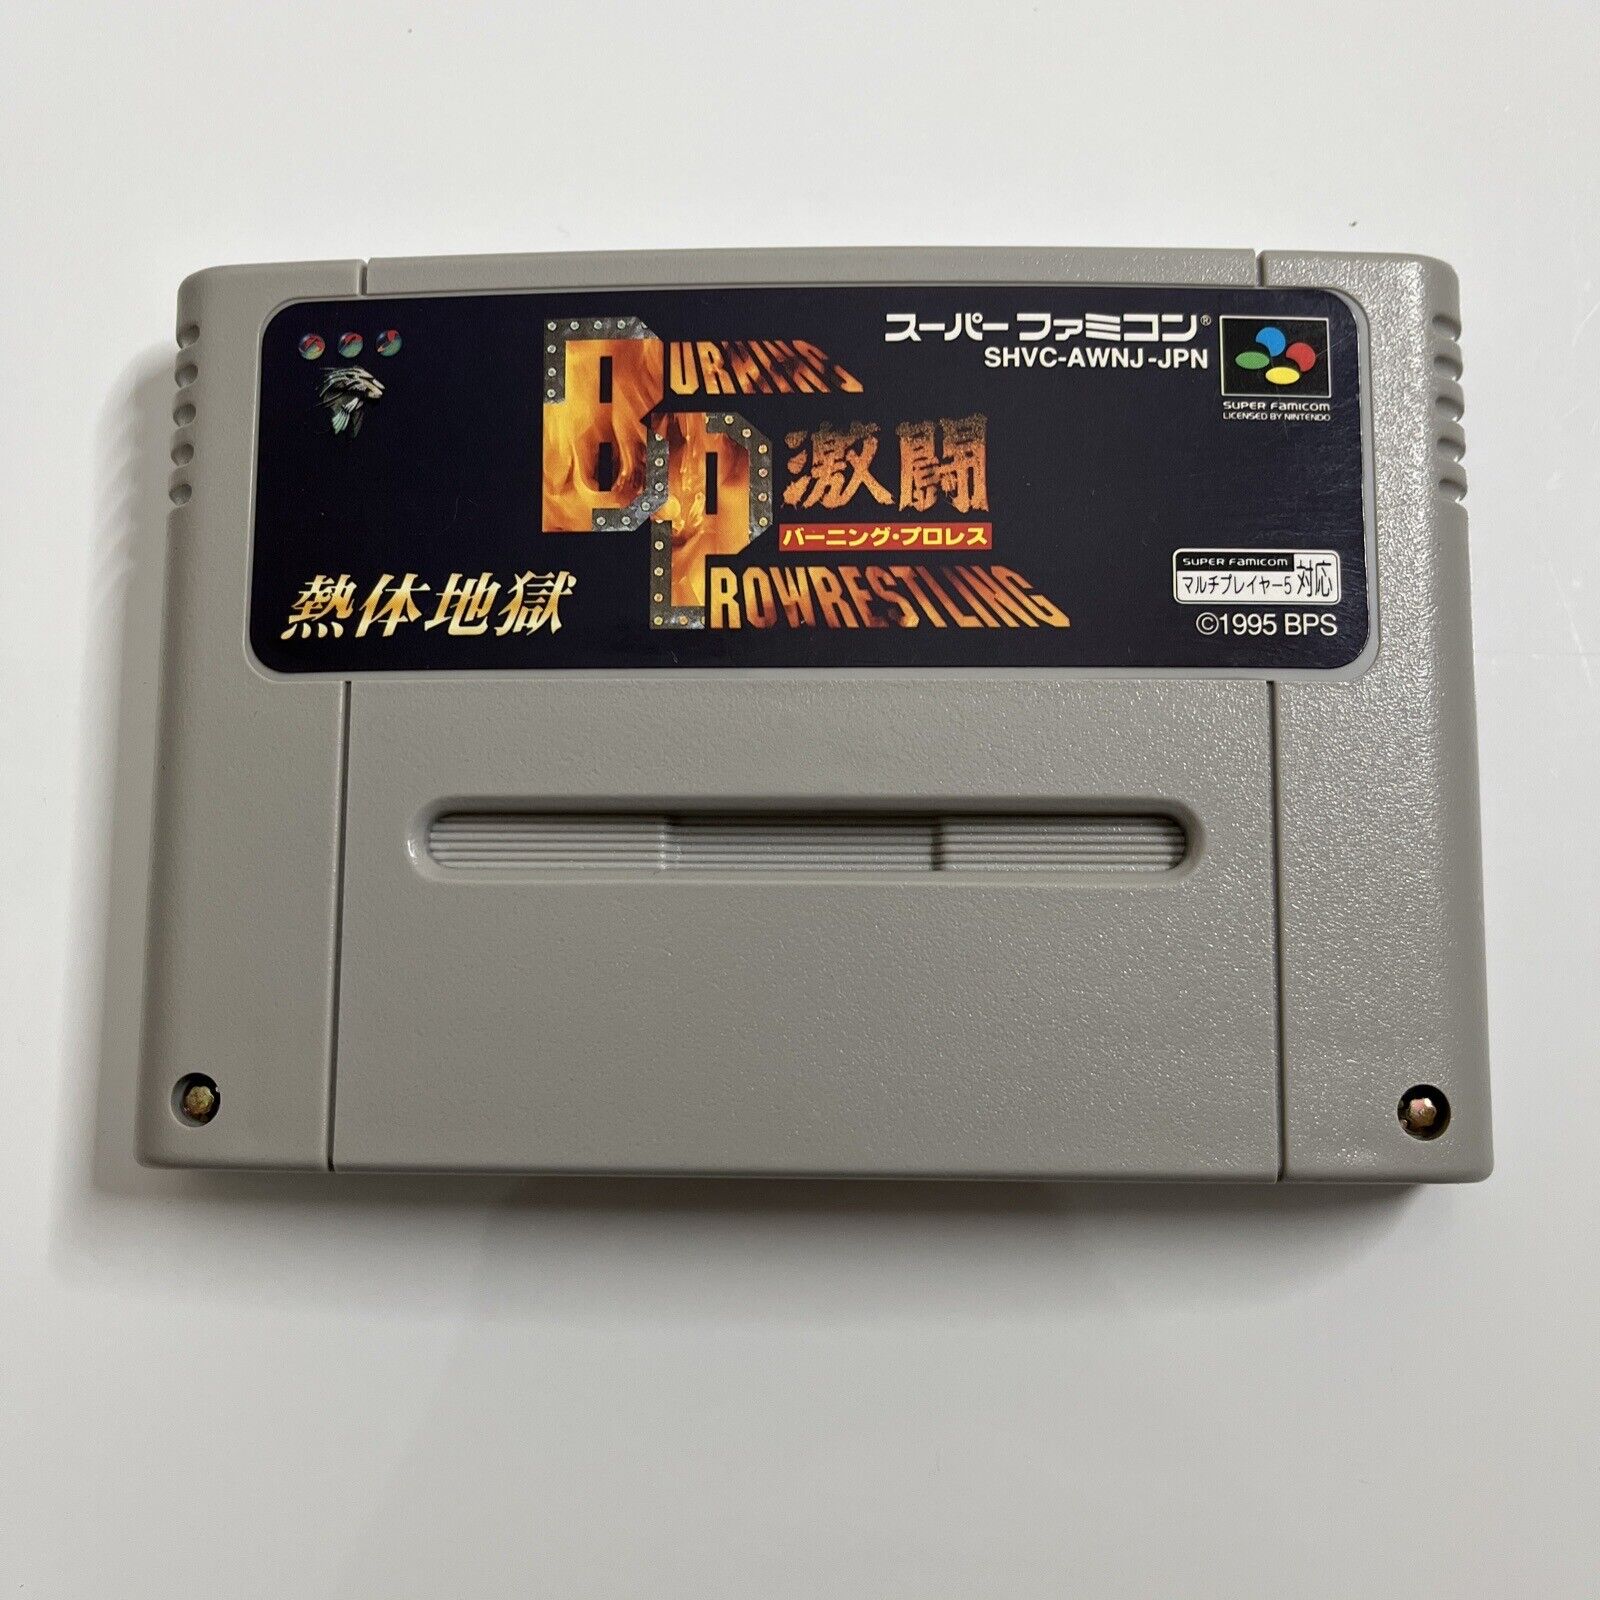 スーパーファミコン®
SHVC-AWNJ-JPN
SUPER FAMICOM
LICENSED BY NINTENDO
BURNING
激闘
バーニング・プロレス
PROWRESTLING
熱体地獄
SUPER FAMICOM
マルチプレイヤー5 対応
©1995 BPS